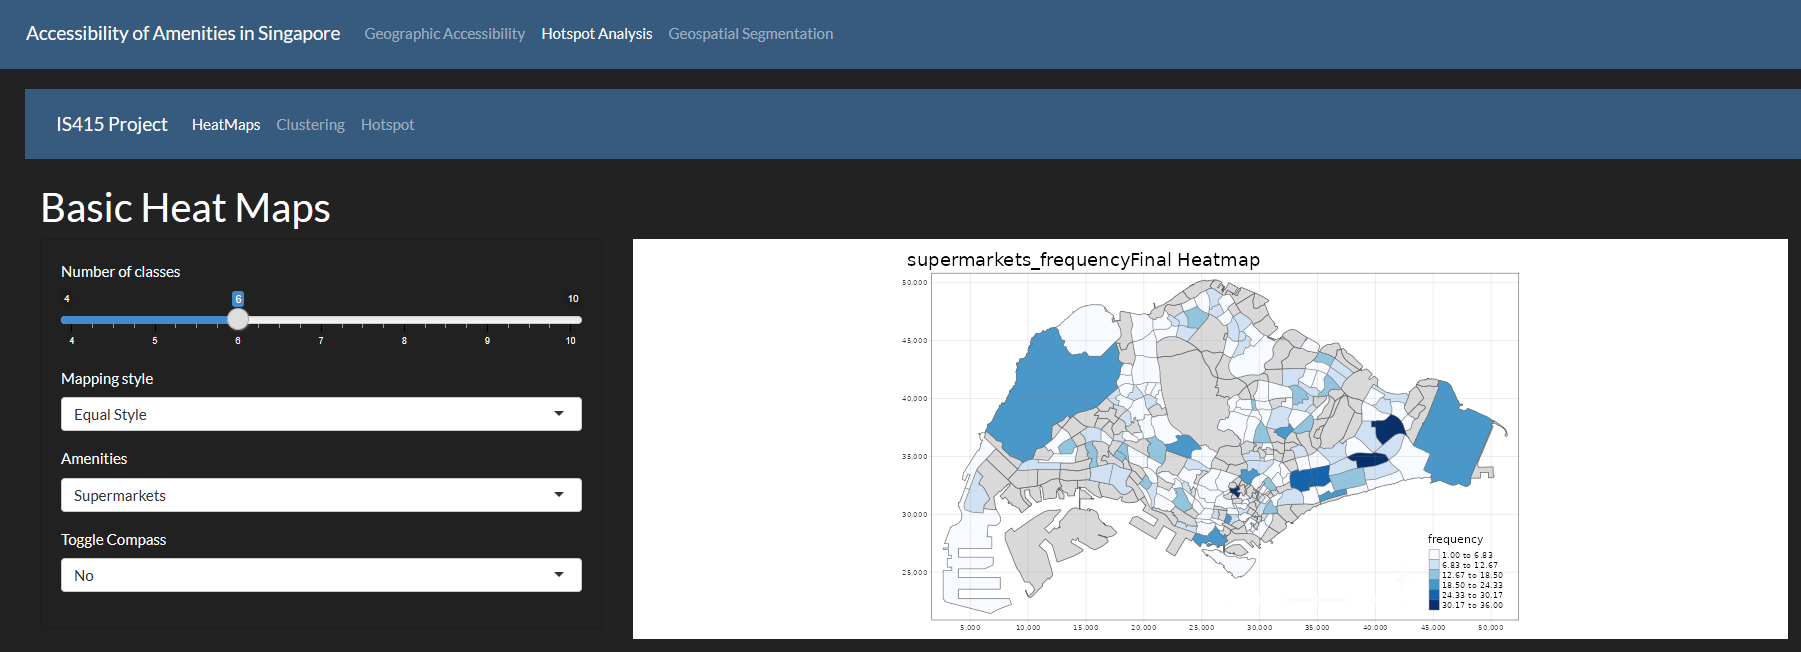 Accessibility of Amenities in Singapore Geographic Accessibility Hotspot Analysis Geospatial Segmentation
IS415 Project HeatMaps Clustering Hotspot
Basic Heat Maps
Number of classes
4 6 10
4 5 6 7 8 9 10
Mapping style
Equal Style
Amenities
Supermarkets
Toggle Compass
No
supermarkets_frequencyFinal Heatmap
50,000
45,000
40,000
35,000
30,000
25,000
frequency
1.00 to 6.83
6.83 to 12.67
12.67 to 18.50
18.50 to 24.33
24.33 to 30.17
30.17 to 36.00
5,000 10,000 15,000 20,000 25,000 30,000 35,000 40,000 45,000 50,000